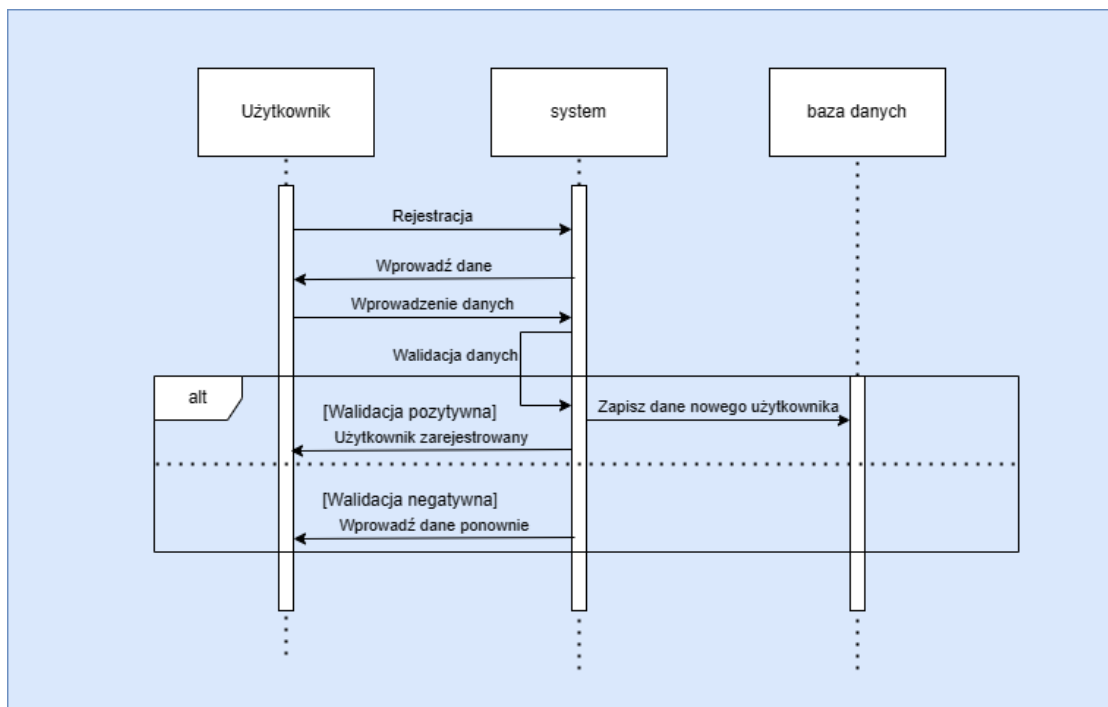 Użytkownik
system
baza danych
Rejestracja
Wprowadź dane
Wprowadzenie danych
Walidacja danych
alt
[Walidacja pozytywna]
Zapisz dane nowego użytkownika
Użytkownik zarejestrowany
[Walidacja negatywna]
Wprowadź dane ponownie